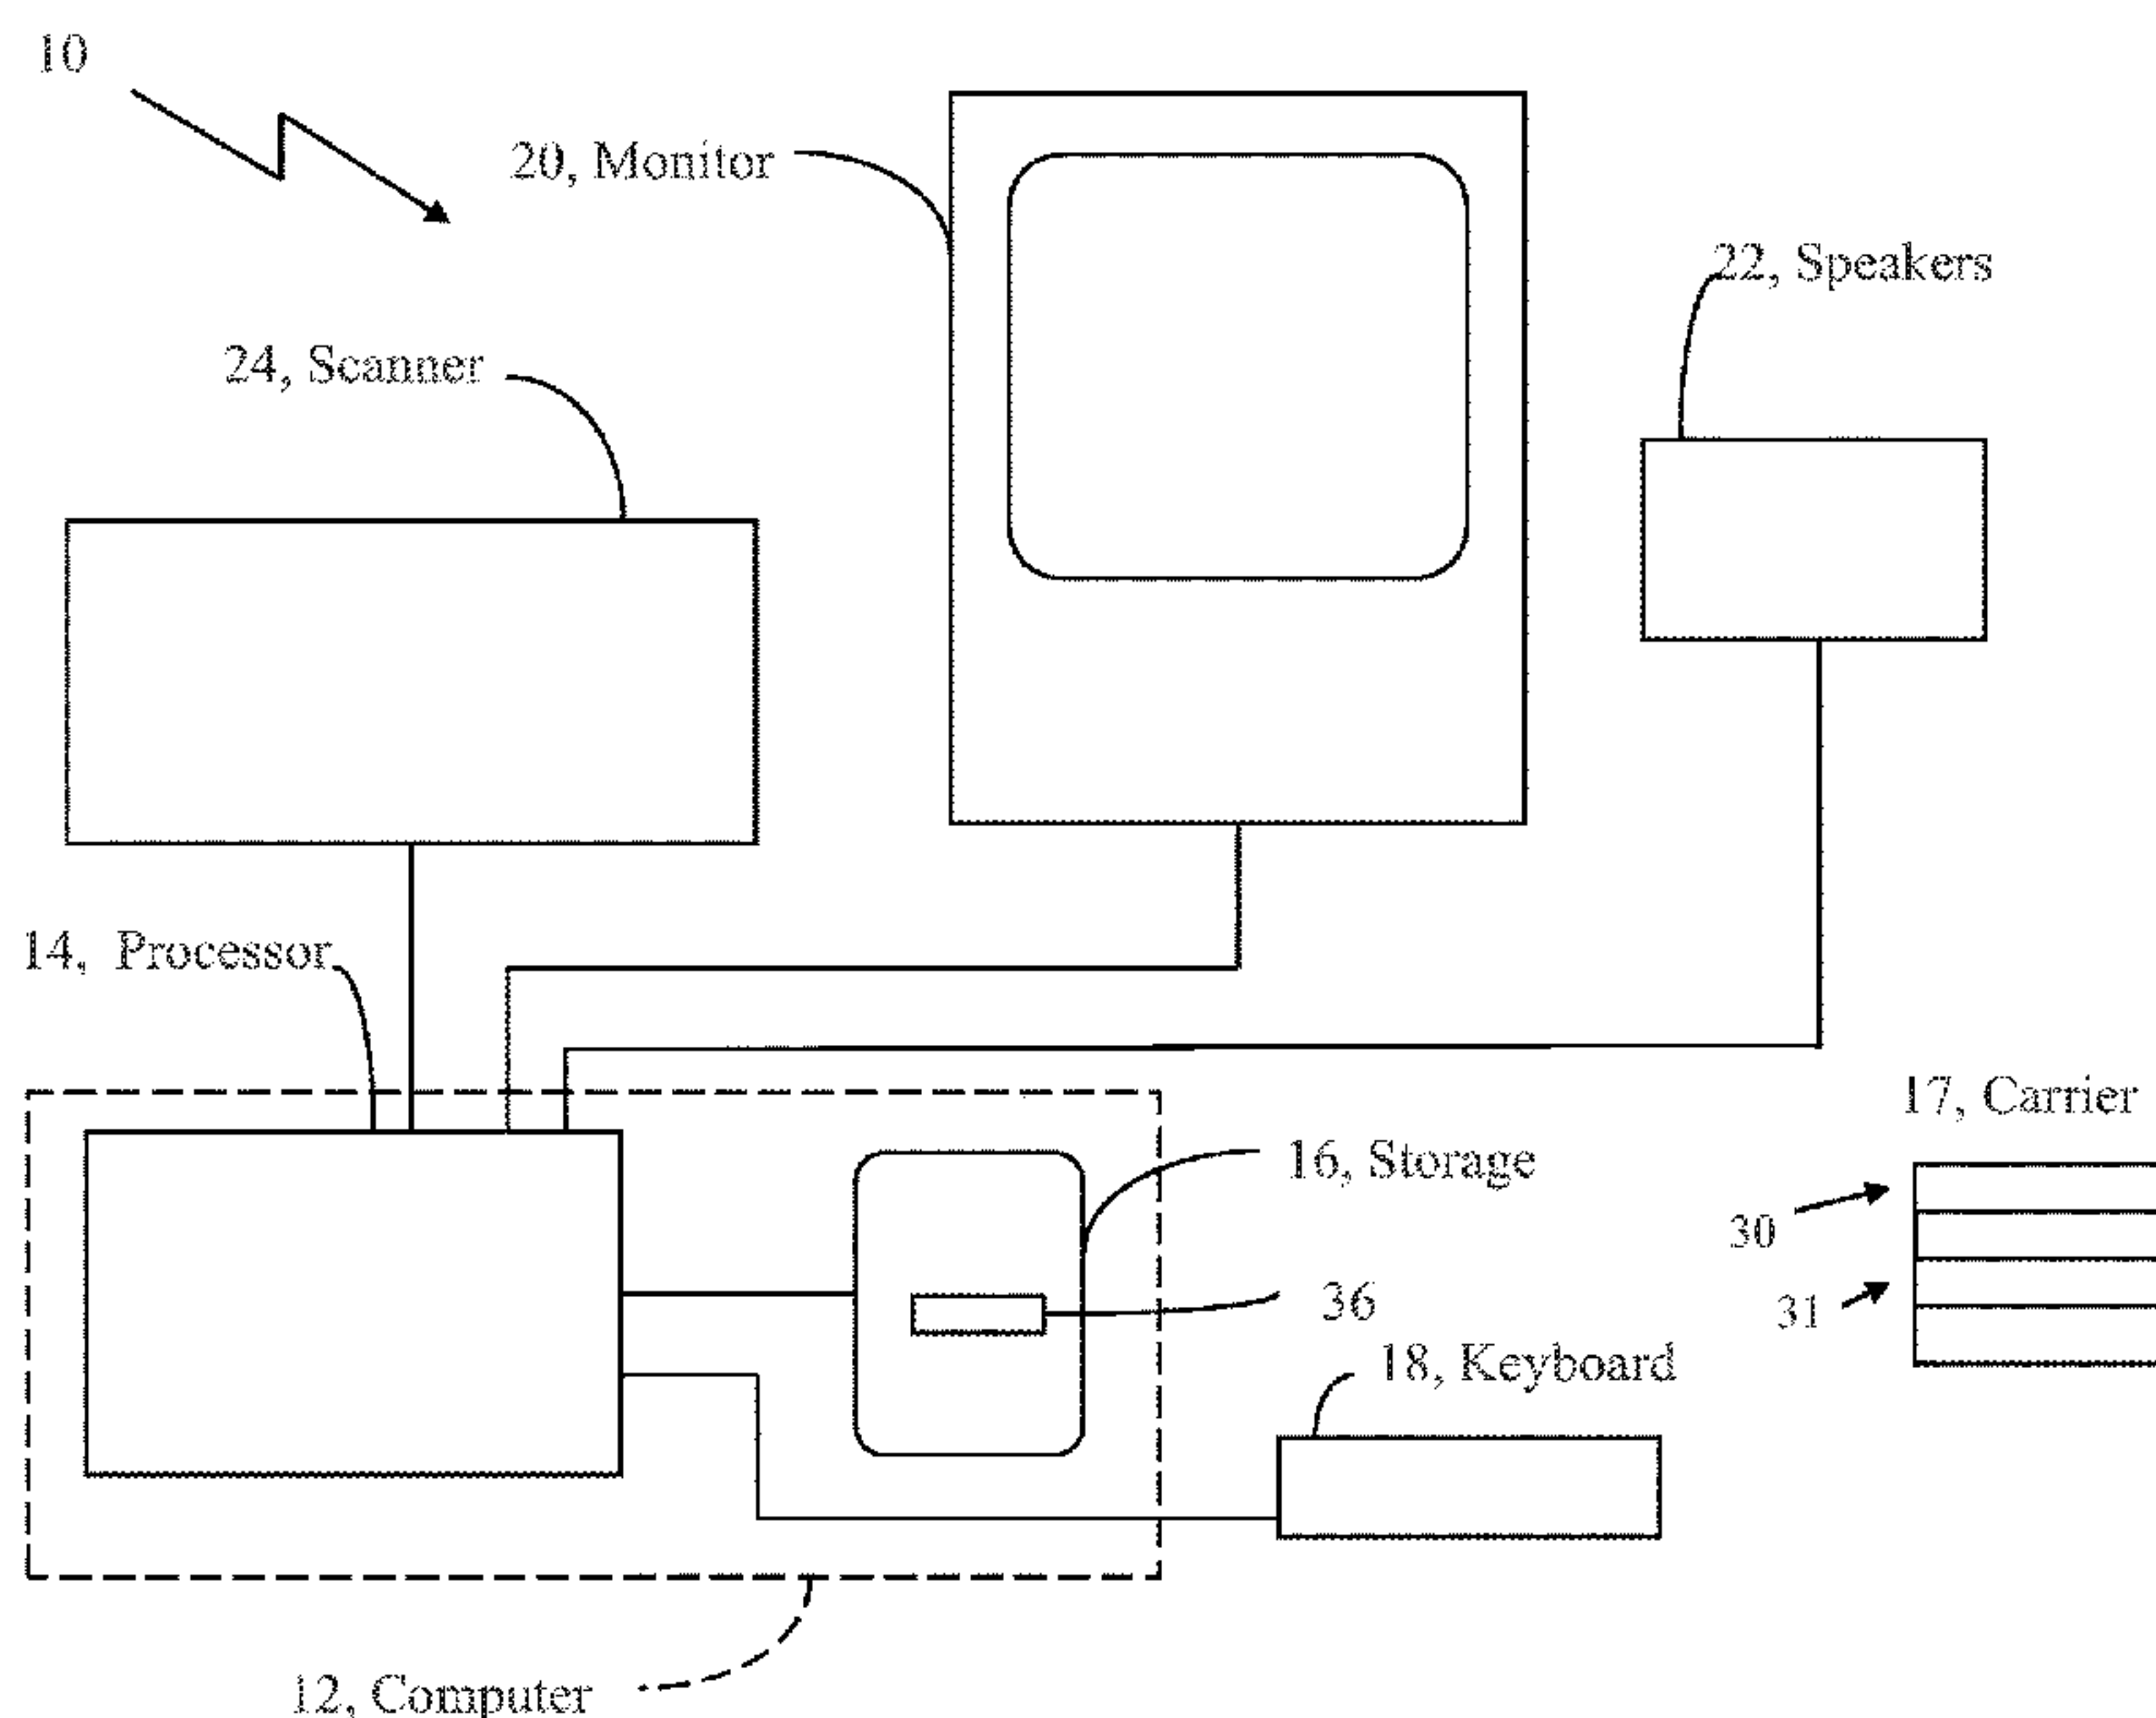 10
20, Monitor
22, Speakers
24, Scanner
14, Processor
17, Carrier
16, Storage
30
36
31
18, Keyboard
12, Computer